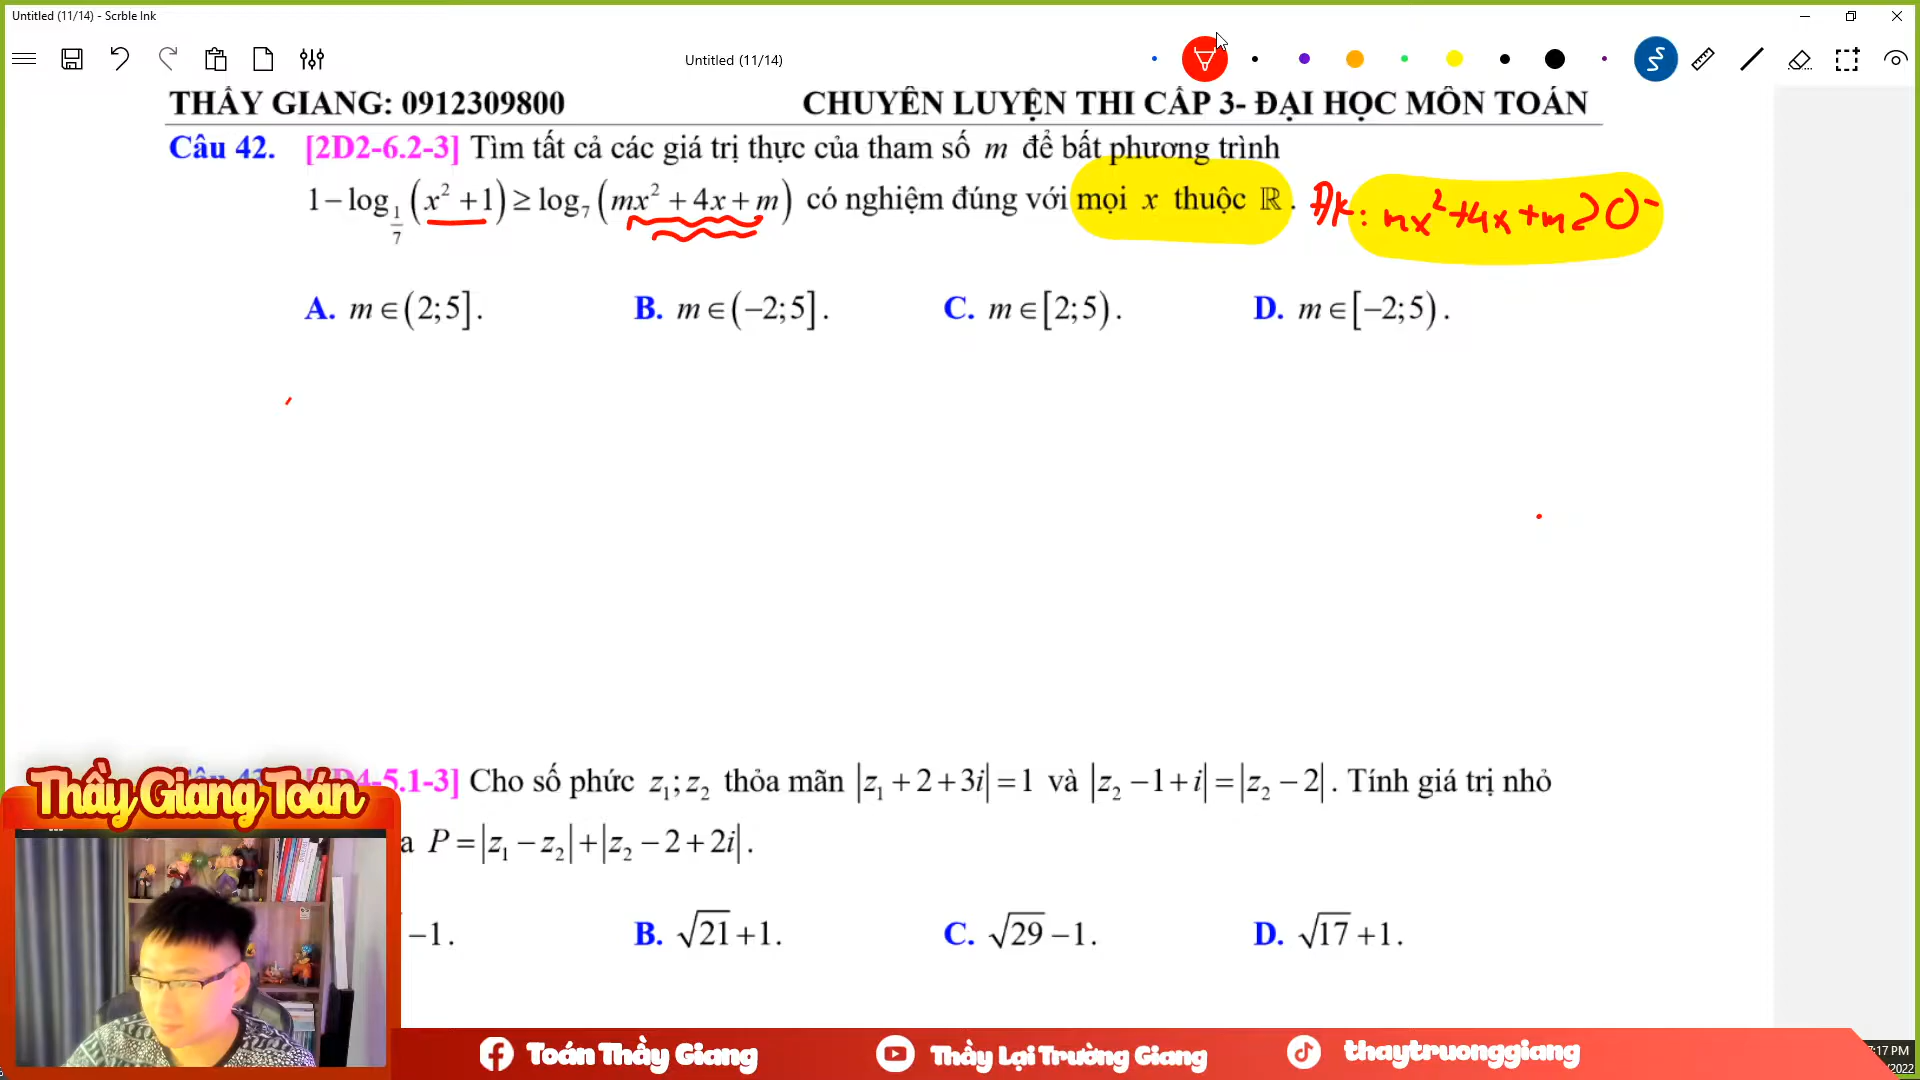 Untitled (11/14) - Scrble Ink
Untitled (11/14)
THẦY GIANG: 0912309800 CHUYÊN LUYỆN THI CẤP 3- ĐẠI HỌC MÔN TOÁN
Câu 42. [2D2-6.2-3] Tìm tất cả các giá trị thực của tham số m để bất phương trình
1 − log_{1/7}(x² + 1) ≥ log₇(mx² + 4x + m) có nghiệm đúng với mọi x thuộc ℝ. ĐK: mx² + 4x + m > 0
A. m ∈ (2;5]. B. m ∈ (−2;5]. C. m ∈ [2;5). D. m ∈ [−2;5).
[2D4-5.1-3] Cho số phức z₁; z₂ thỏa mãn |z₁ + 2 + 3i| = 1 và |z₂ − 1 + i| = |z₂ − 2|. Tính giá trị nhỏ
P = |z₁ − z₂| + |z₂ − 2 + 2i|.
−1. B. √21 + 1. C. √29 − 1. D. √17 + 1.
Thầy Giang Toán
Toán Thầy Giang Thầy Lại Trường Giang thaytruonggiang
:17 PM
/2022